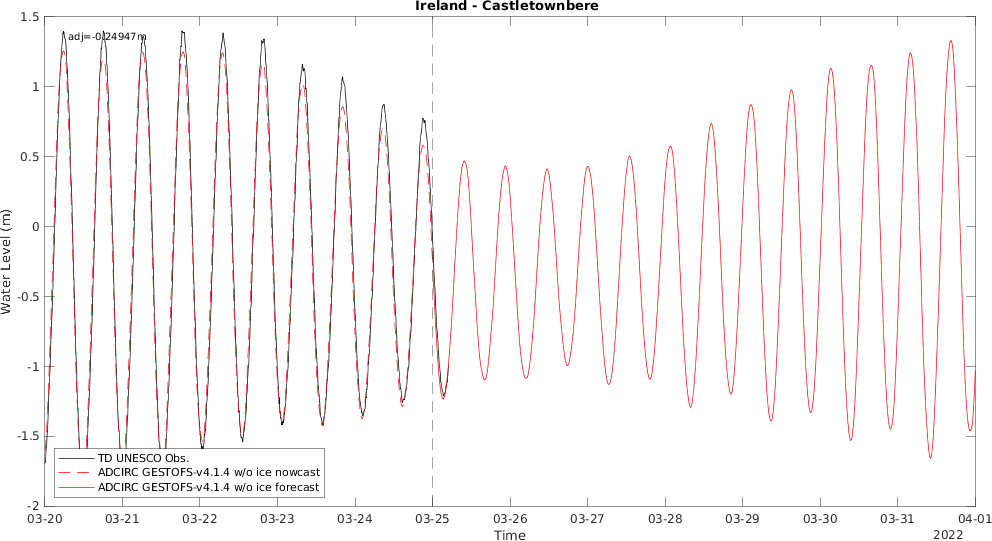 Ireland - Castletownbere
adj=-0.24947m
Water Level (m)
1.5
1
0.5
0
-0.5
-1
-1.5
-2
TD UNESCO Obs.
ADCIRC GESTOFS-v4.1.4 w/o ice nowcast
ADCIRC GESTOFS-v4.1.4 w/o ice forecast
03-20 03-21 03-22 03-23 03-24 03-25 03-26 03-27 03-28 03-29 03-30 03-31 04-01
Time
2022